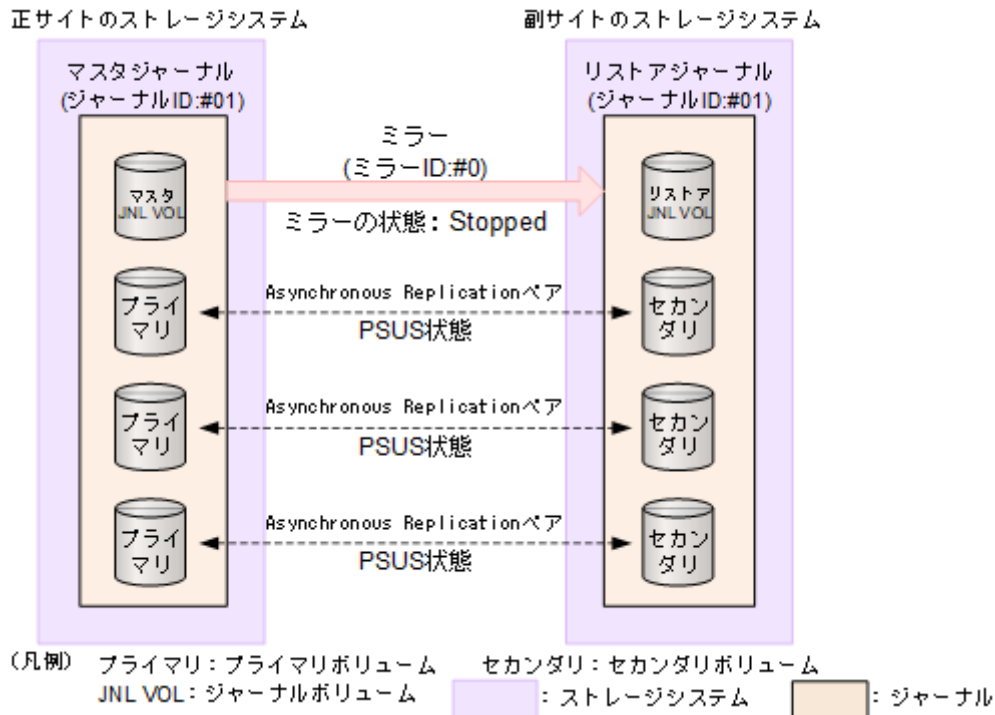 正サイトのストレージシステム
副サイトのストレージシステム
マスタジャーナル
(ジャーナルID:#01)
リストアジャーナル
(ジャーナルID:#01)
マスタ
JNL VOL
ミラー
(ミラーID:#0)
ミラーの状態：Stopped
リストア
JNL VOL
プライ
マリ
Asynchronous Replicationペア
PSUS状態
セカン
ダリ
プライ
マリ
Asynchronous Replicationペア
PSUS状態
セカン
ダリ
プライ
マリ
Asynchronous Replicationペア
PSUS状態
セカン
ダリ
(凡例) プライマリ：プライマリボリューム セカンダリ：セカンダリボリューム
JNL VOL：ジャーナルボリューム ：ストレージシステム ：ジャーナル